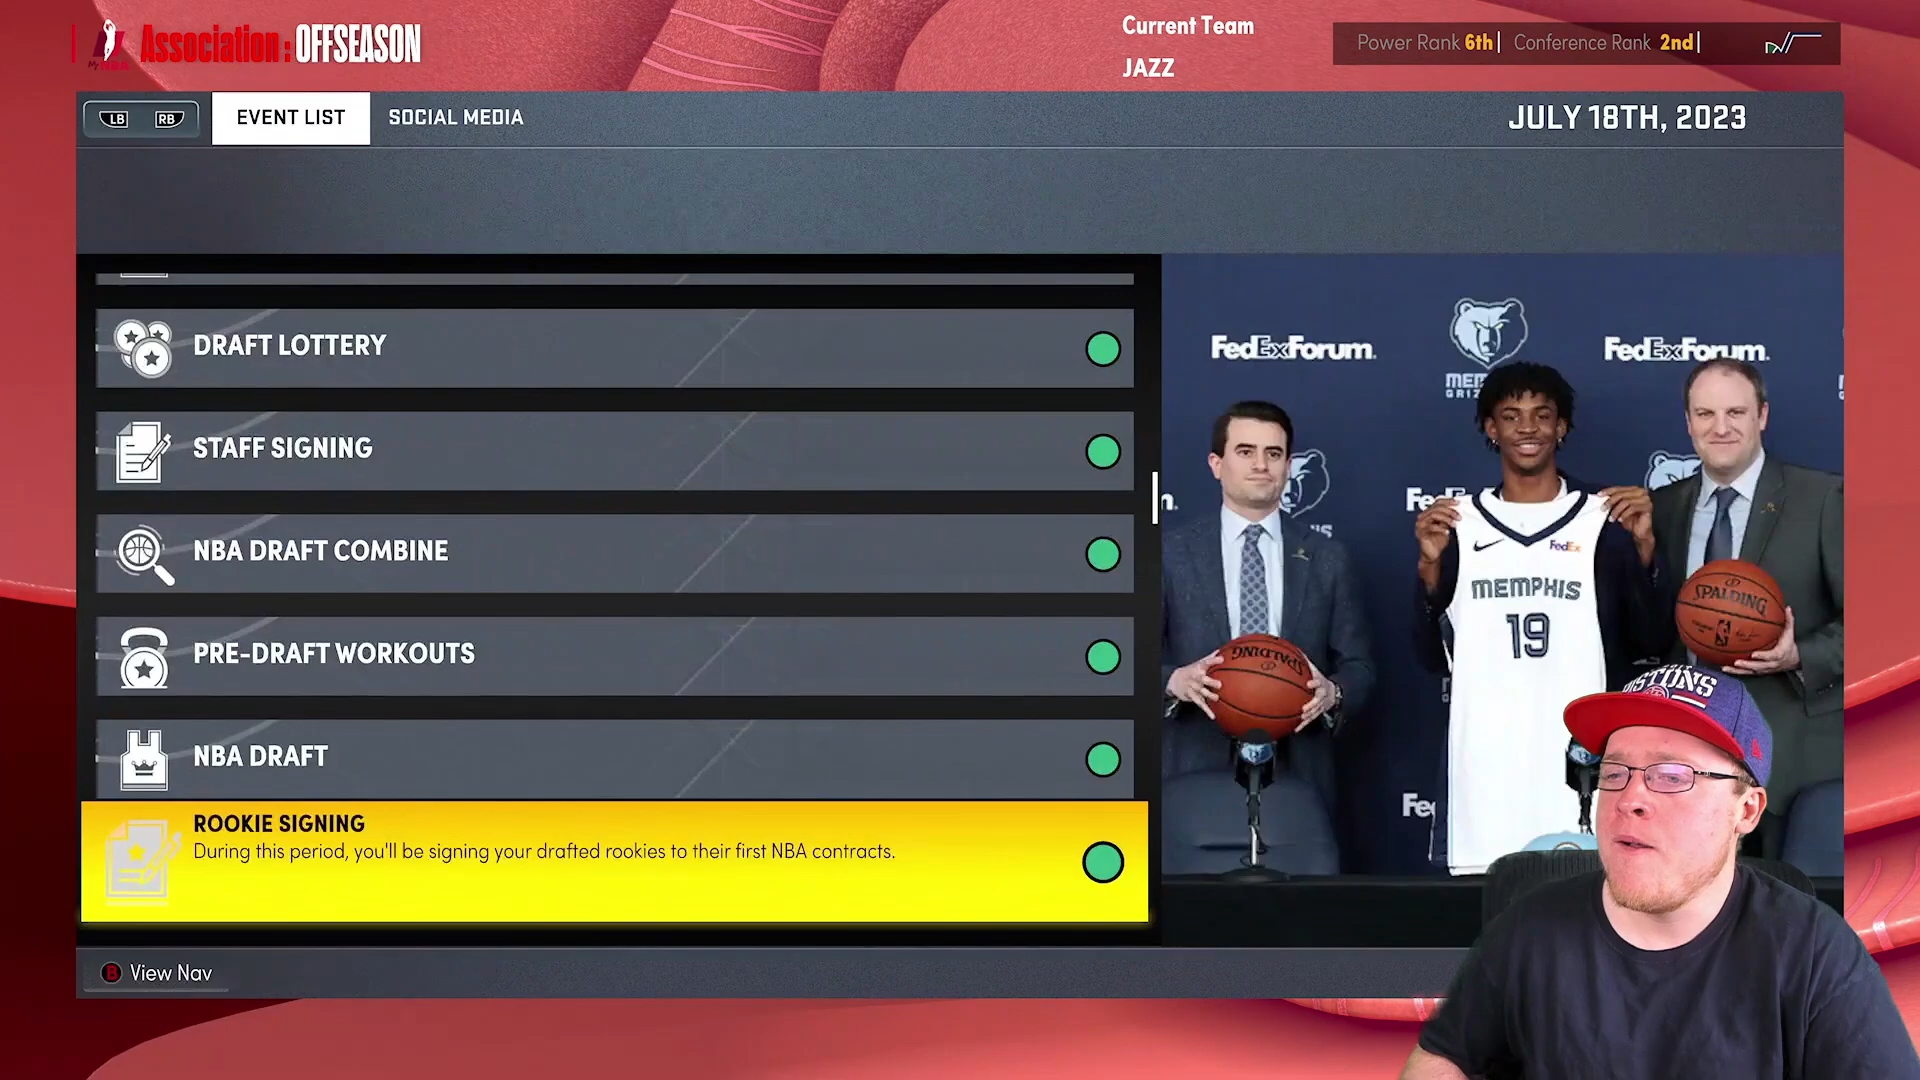 MyNBA
Association: OFFSEASON
Current Team
JAZZ
Power Rank 6th| Conference Rank 2nd|
LB RB
EVENT LIST
SOCIAL MEDIA
JULY 18TH, 2023
DRAFT LOTTERY
STAFF SIGNING
NBA DRAFT COMBINE
PRE-DRAFT WORKOUTS
NBA DRAFT
ROOKIE SIGNING
During this period, you'll be signing your drafted rookies to their first NBA contracts.
B View Nav
FedExForum.
FedExForum.
FedEx
MEMPHIS
19
SPALDING
SPALDING
PISTONS